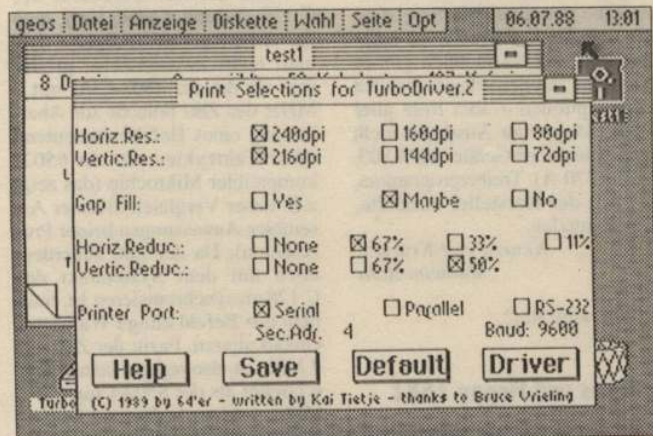 geos Datei Anzeige Diskette Wahl Seite Opt 06.07.88 13:01
test1
8
Print Selections for TurboDriver.2
Horiz.Res.: 240dpi 160dpi 80dpi
Vertic.Res.: 216dpi 144dpi 72dpi
Gap Fill: Yes Maybe No
Horiz.Reduc.: None 67% 33% 11%
Vertic.Reduc.: None 67% 50%
Printer Port: Serial Parallel RS-232
Sec.Adr. 4 Baud: 9600
Help Save Default Driver
Turbo (C) 1989 by 64'er - written by Kai Tietje - thanks to Bruce Vrieling